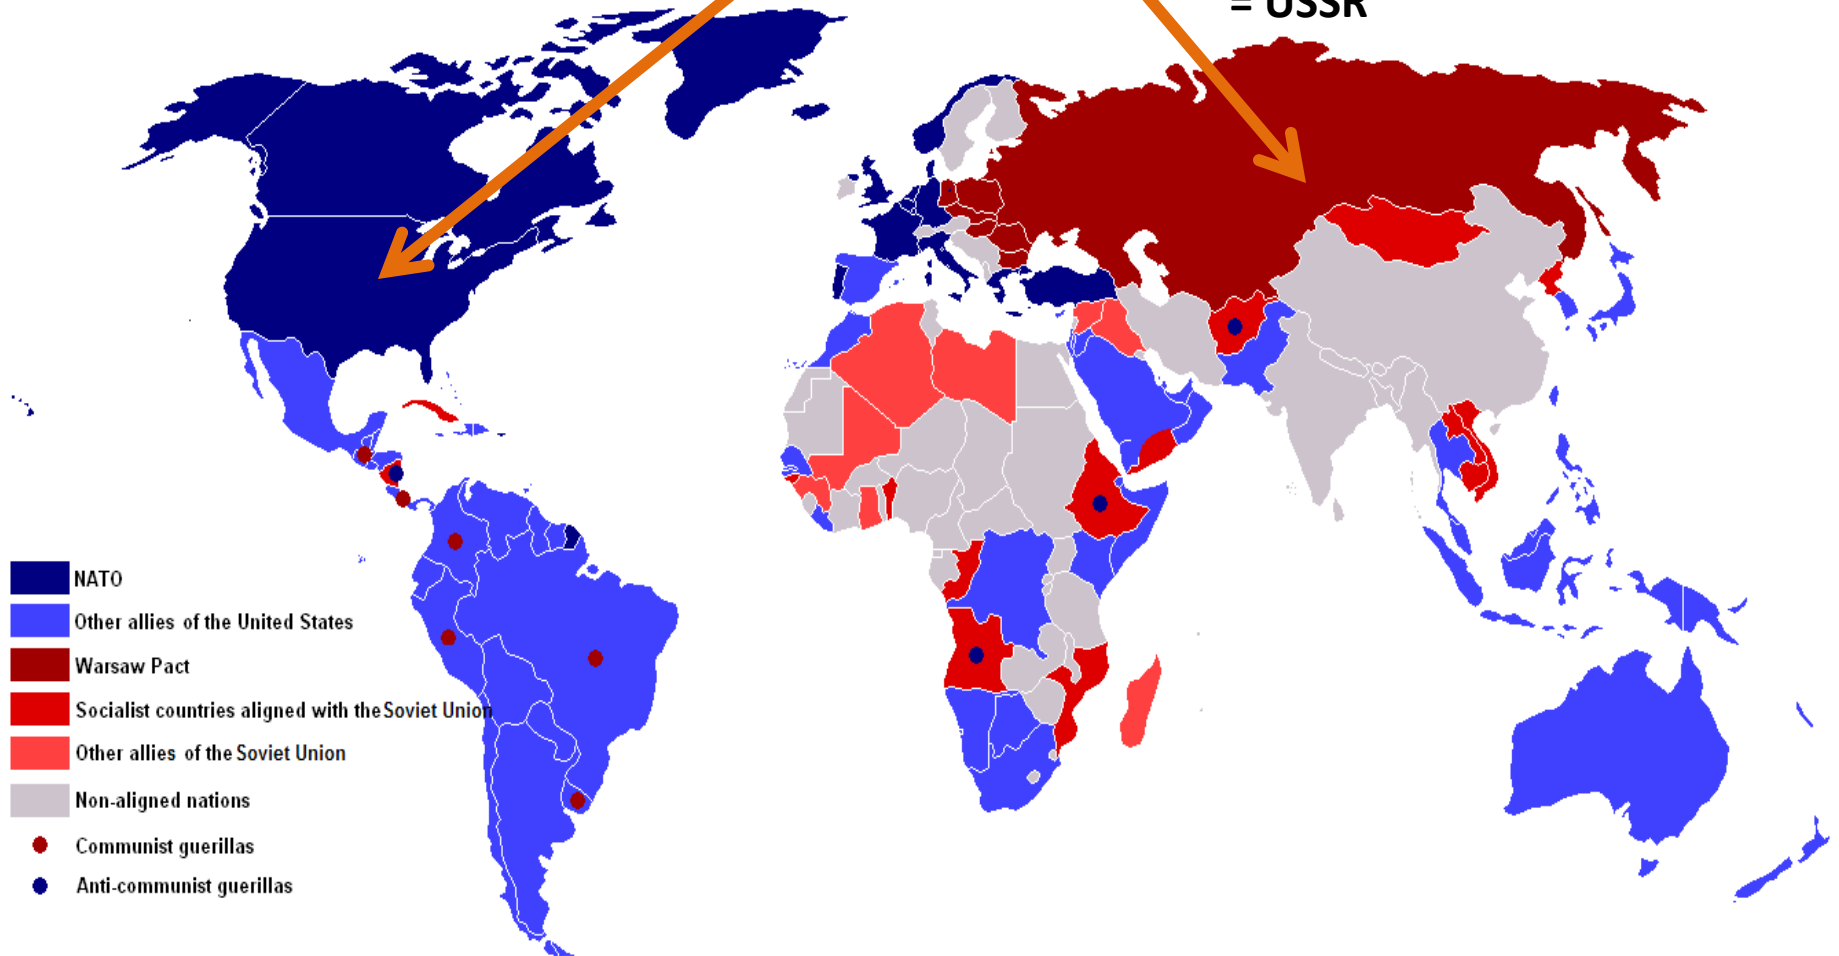 = USSR
NATO
Other allies of the United States
Warsaw Pact
Socialist countries aligned with the Soviet Union
Other allies of the Soviet Union
Non-aligned nations
Communist guerillas
Anti-communist guerillas